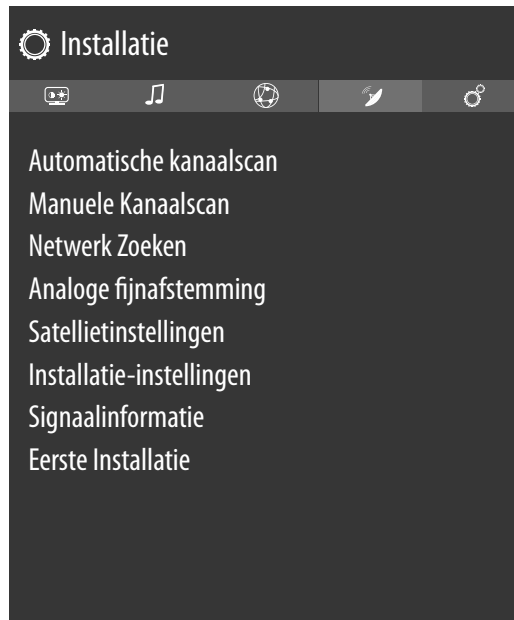 Installatie
Automatische kanaalscan
Manuele Kanaalscan
Netwerk Zoeken
Analoge fijnafstemming
Satellietinstellingen
Installatie-instellingen
Signaalinformatie
Eerste Installatie